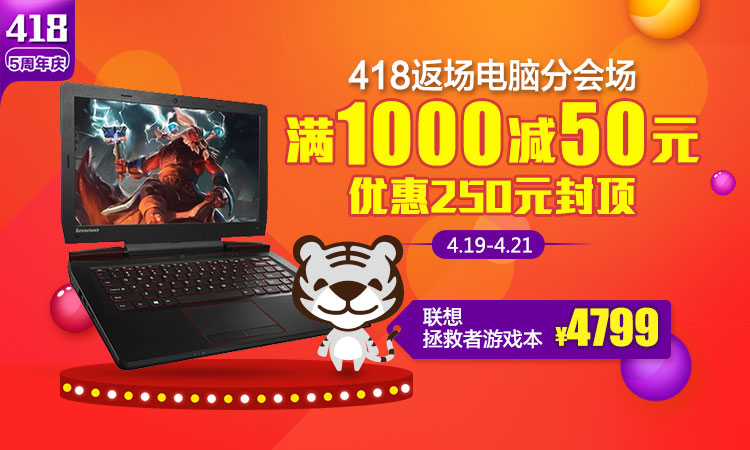 418
5周年庆
418返场电脑分会场
满1000减50元
优惠250元封顶
4.19-4.21
联想
拯救者游戏本
¥4799
lenovo